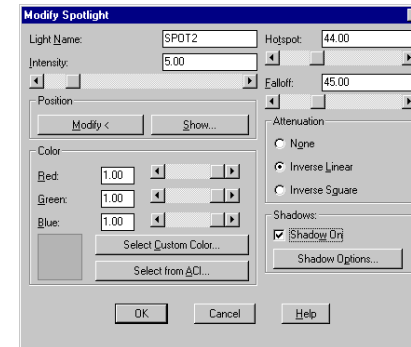 Modify Spotlight
Light Name: SPOT2
Intensity: 5.00
Position
Modify < Show...
Color
Red: 1.00
Green: 1.00
Blue: 1.00
Select Custom Color...
Select from ACI...
Hotspot: 44.00
Falloff: 45.00
Attenuation
None
Inverse Linear
Inverse Square
Shadows:
Shadow On
Shadow Options...
OK Cancel Help